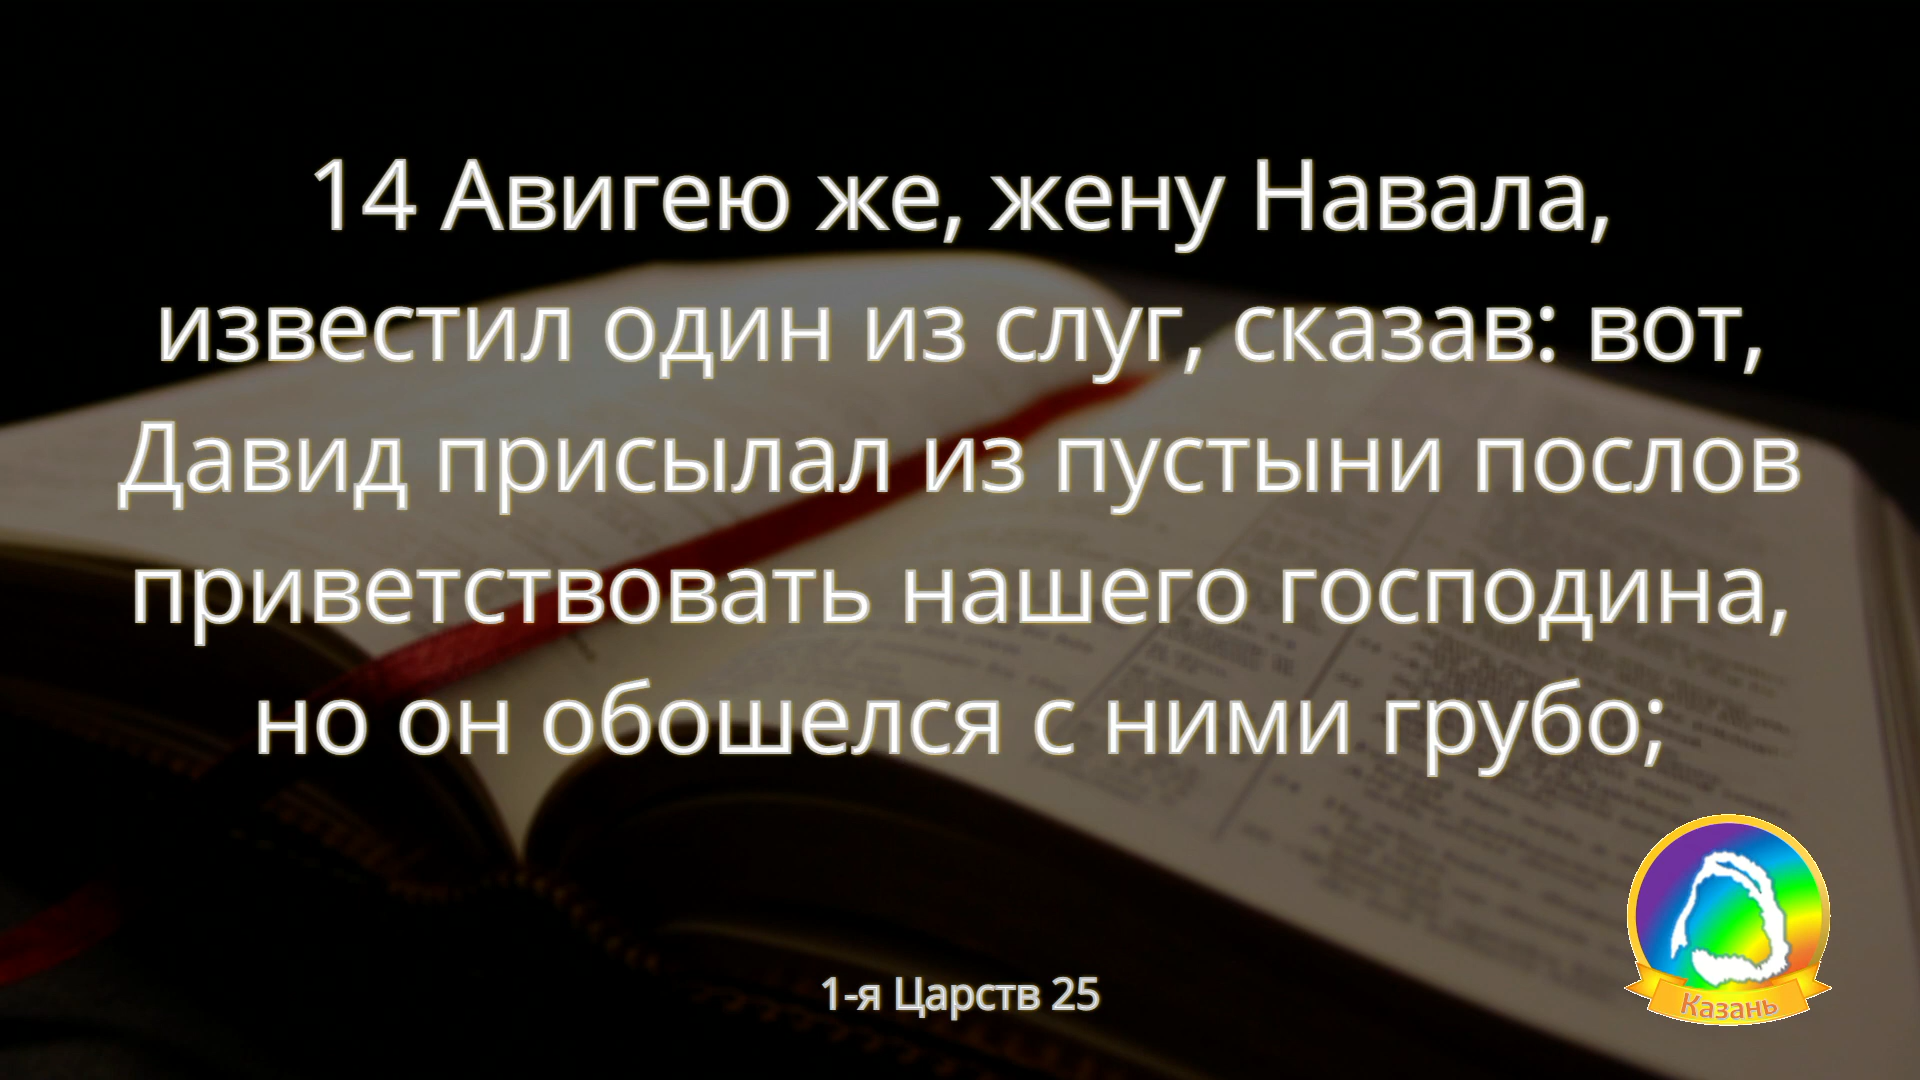 14 Авигею же, жену Навала,
известил один из слуг, сказав: вот,
Давид присылал из пустыни послов
приветствовать нашего господина,
но он обошелся с ними грубо;
1-я Царств 25
Казань